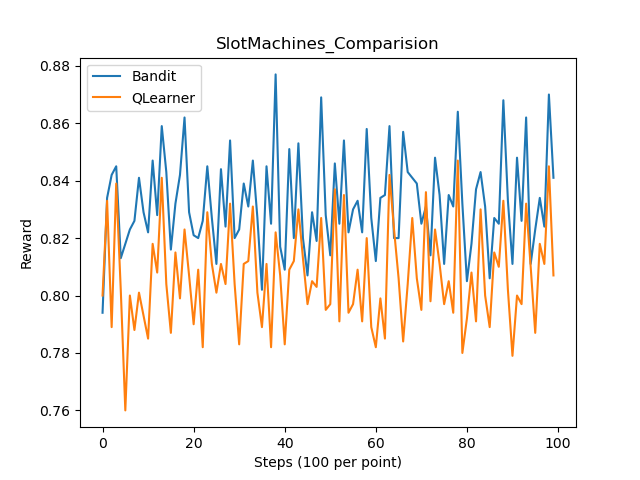 SlotMachines_Comparision
Bandit
QLearner
Reward
0.88
0.86
0.84
0.82
0.80
0.78
0.76
0
20
40
60
80
100
Steps (100 per point)